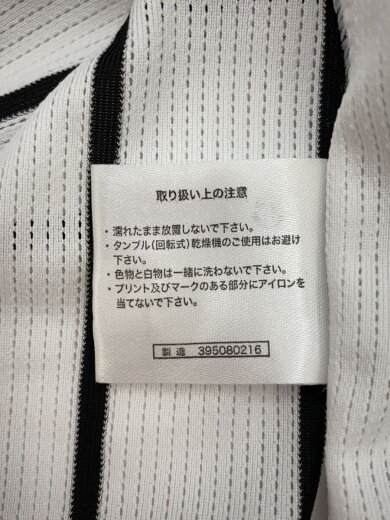 取り扱い上の注意
・濡れたまま放置しないで下さい。
・タンブル(回転式)乾燥機のご使用はお避け
下さい。
・色物と白物は一緒に洗わないで下さい。
・プリント及びマークのある部分にアイロンを
当てないで下さい。
製造 395080216